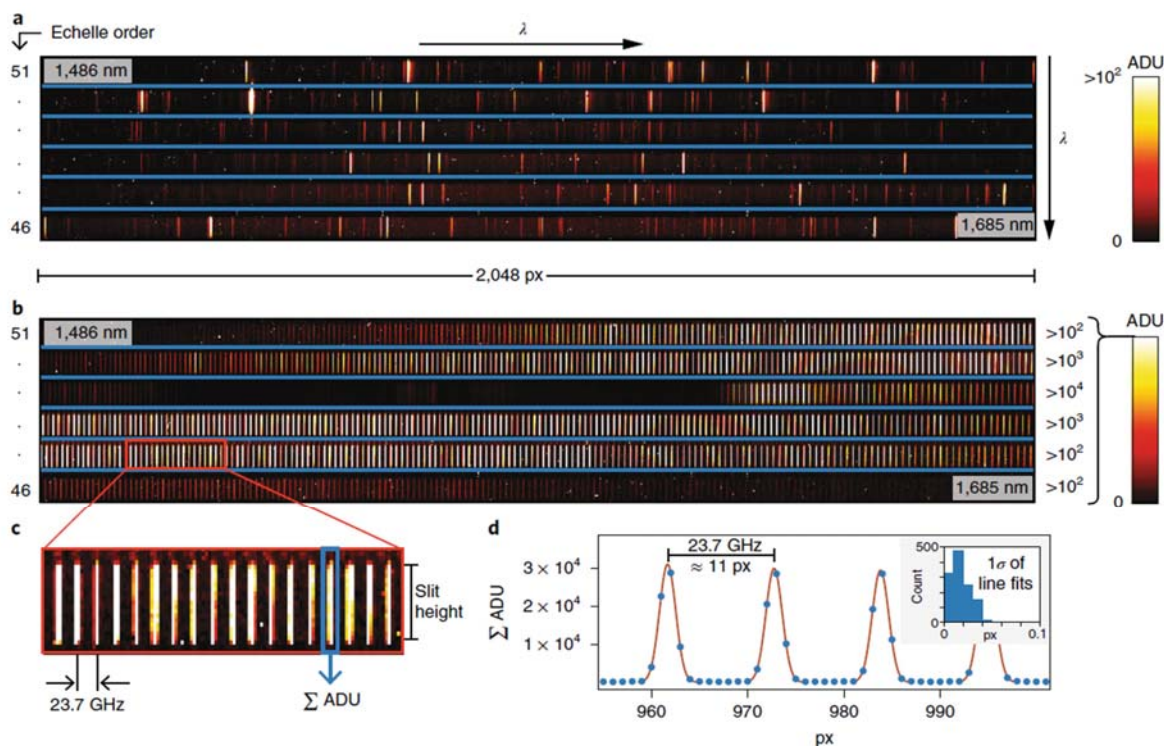 a
Echelle order
λ
51
1,486 nm
.
.
.
.
46
1,685 nm
λ
ADU
>10²
0
2,048 px
b
51
1,486 nm
>10²
.
>10³
.
>10⁴
.
>10³
.
>10²
46
1,685 nm
>10²
ADU
0
c
Slit
height
23.7 GHz
∑ ADU
d
23.7 GHz
≈ 11 px
3 × 10⁴
2 × 10⁴
1 × 10⁴
∑ ADU
960
970
980
990
px
500
0
Count
1σ of
line fits
0
px
0.1